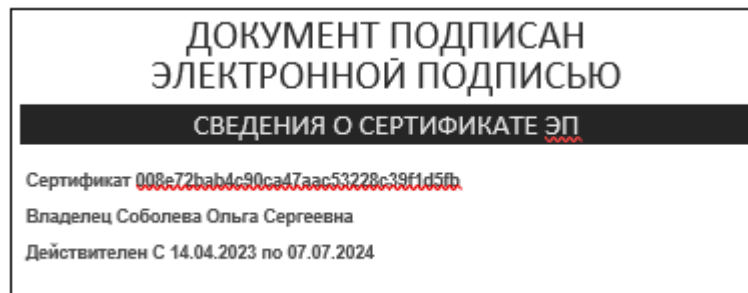 ДОКУМЕНТ ПОДПИСАН
ЭЛЕКТРОННОЙ ПОДПИСЬЮ
СВЕДЕНИЯ О СЕРТИФИКАТЕ ЭП
Сертификат 008e72bab4c90ca47aac53228c39f1d5fb
Владелец Соболева Ольга Сергеевна
Действителен С 14.04.2023 по 07.07.2024